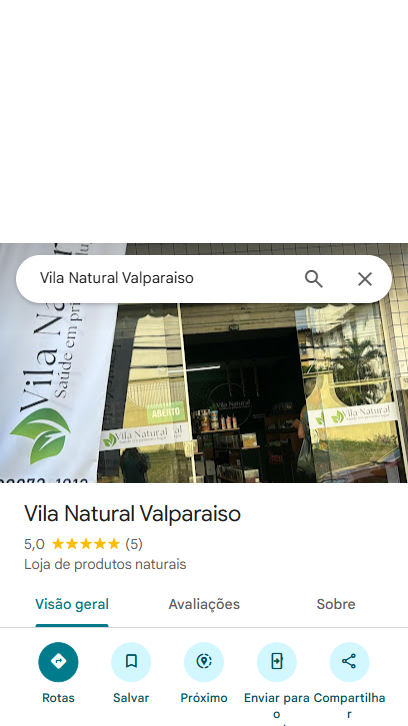 Vila Natural Valparaiso
Vila Na
Saúde em pri
ABERTO
Vila Natural
Vila Natural
Vila Natural
Vila Natural Valparaiso
5,0 (5)
Loja de produtos naturais
Visão geral
Avaliações
Sobre
Rotas
Salvar
Próximo
Enviar para o
Compartilhar